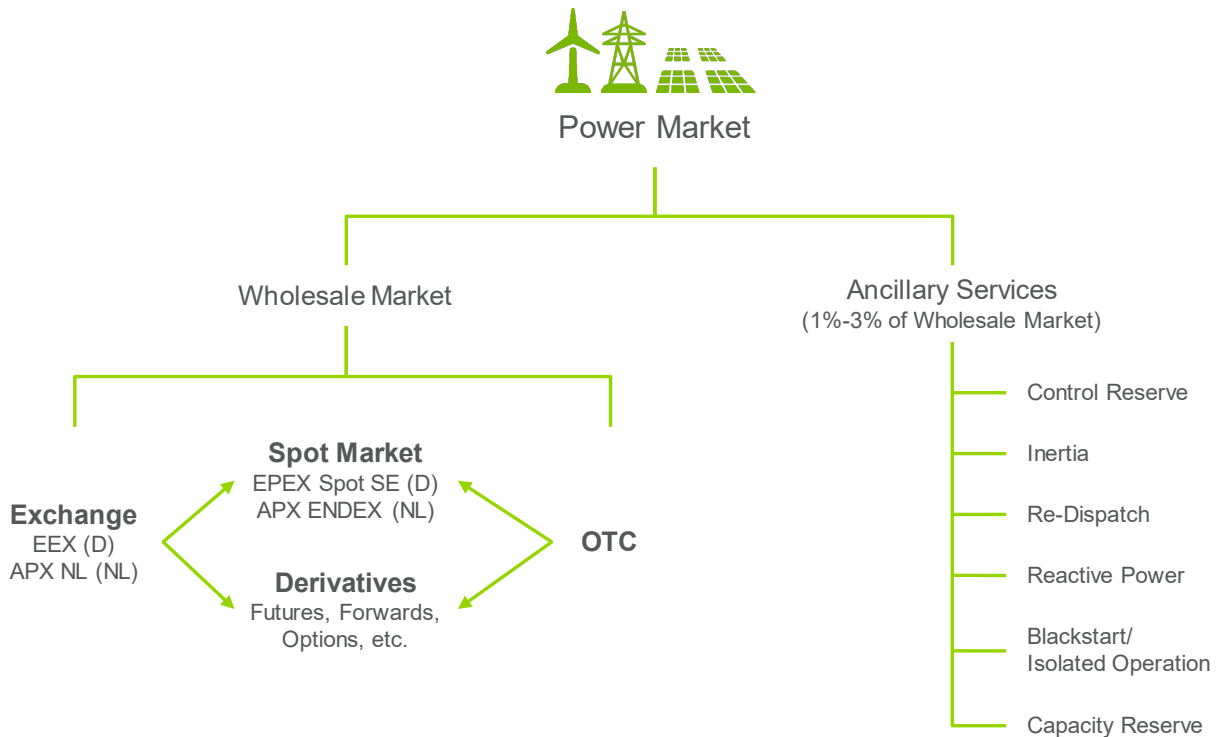 Power Market
Wholesale Market
Ancillary Services
(1%-3% of Wholesale Market)
Exchange
EEX (D)
APX NL (NL)
Spot Market
EPEX Spot SE (D)
APX ENDEX (NL)
Derivatives
Futures, Forwards,
Options, etc.
OTC
Control Reserve
Inertia
Re-Dispatch
Reactive Power
Blackstart/
Isolated Operation
Capacity Reserve